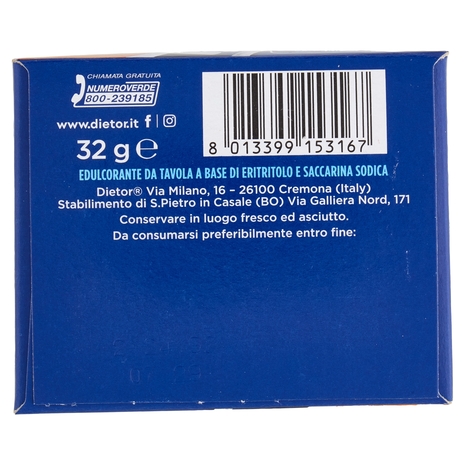 CHIAMATA GRATUITA
NUMEROVERDE
800-239185
www.dietor.it
8 013399 153167
32 g e
EDULCORANTE DA TAVOLA A BASE DI ERITRITOLO E SACCARINA SODICA
Dietor® Via Milano, 16 – 26100 Cremona (Italy)
Stabilimento di S.Pietro in Casale (BO) Via Galliera Nord, 171
Conservare in luogo fresco ed asciutto.
Da consumarsi preferibilmente entro fine: